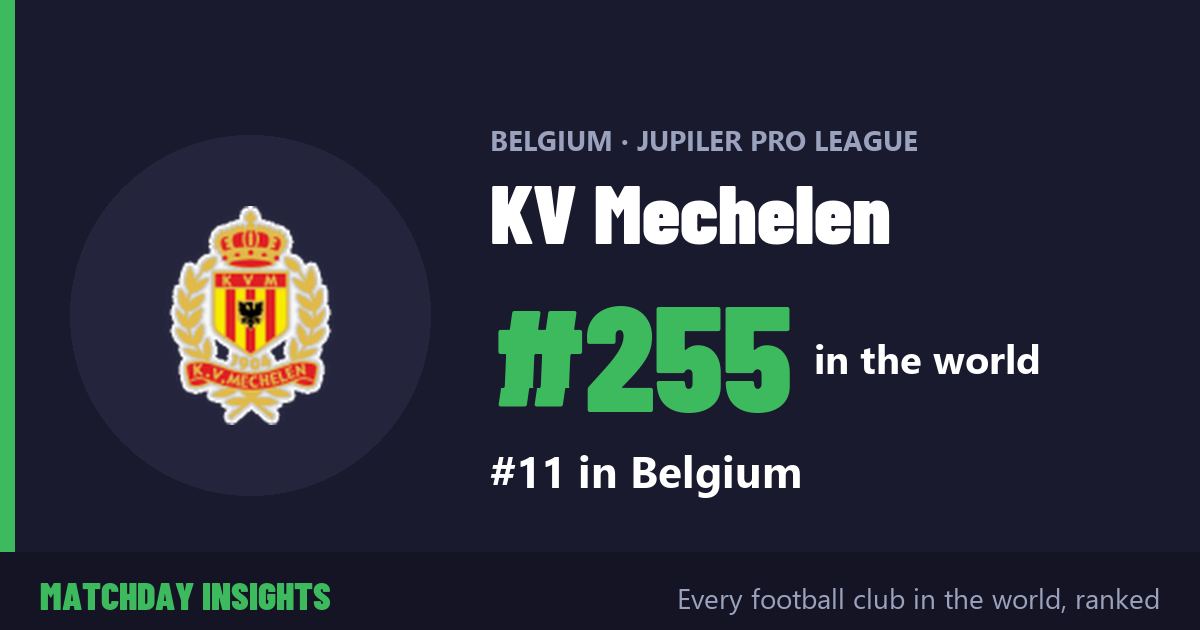 BELGIUM · JUPILER PRO LEAGUE
KV Mechelen
K V M
1904
K.V. MECHELEN
#255 in the world
#11 in Belgium
MATCHDAY INSIGHTS
Every football club in the world, ranked